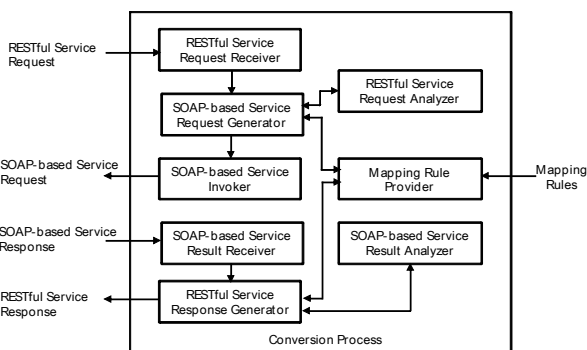 RESTful Service
Request
RESTful Service
Request Receiver
RESTful Service
Request Analyzer
SOAP-based Service
Request Generator
SOAP-based Service
Request
SOAP-based Service
Invoker
Mapping Rule
Provider
Mapping
Rules
SOAP-based Service
Response
SOAP-based Service
Result Receiver
SOAP-based Service
Result Analyzer
RESTful Service
Response
RESTful Service
Response Generator
Conversion Process